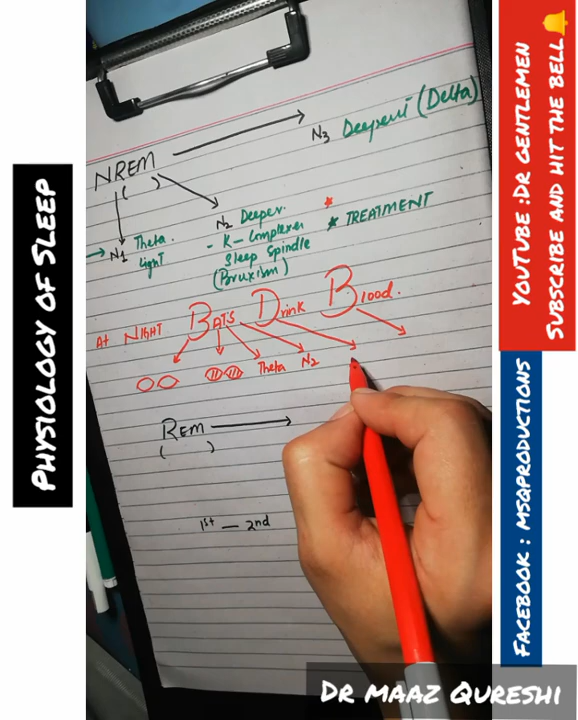 PHYSIOLOGY OF SLEEP
YOUTUBE :DR GENTLEMEN
SUBSCRIBE AND HIT THE BELL🔔
FACEBOOK : MSQPRODUCTIONS
NREM
( )
N3 Deepest (Delta)
N1 Theta
light
N2 Deeper.
- K-Complexes
Sleep Spindle
(Bruxism)
* TREATMENT
At NIGHT BATS Drink Blood.
Theta N2
REM
( )
1st — 2nd
DR MAAZ QURESHI